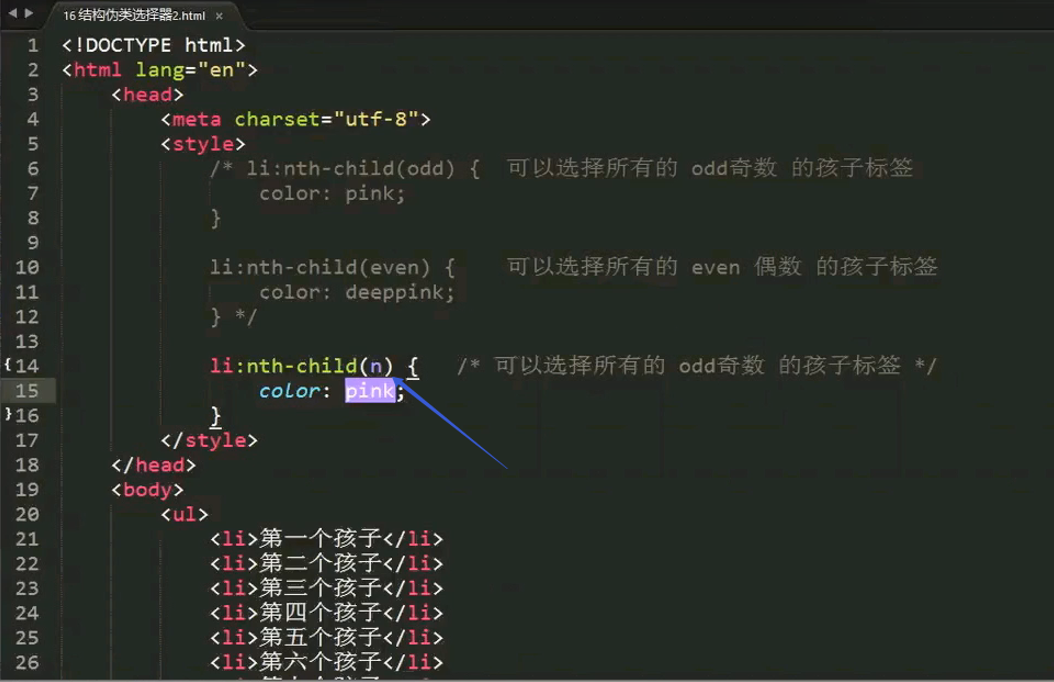 16 结构伪类选择器2.html ×
1 <!DOCTYPE html>
2 <html lang="en">
3 <head>
4 <meta charset="utf-8">
5 <style>
6 /* li:nth-child(odd) { 可以选择所有的 odd奇数 的孩子标签
7 color: pink;
8 }
9
10 li:nth-child(even) { 可以选择所有的 even 偶数 的孩子标签
11 color: deeppink;
12 } */
13
14 li:nth-child(n) { /* 可以选择所有的 odd奇数 的孩子标签 */
15 color: pink;
16 }
17 </style>
18 </head>
19 <body>
20 <ul>
21 <li>第一个孩子</li>
22 <li>第二个孩子</li>
23 <li>第三个孩子</li>
24 <li>第四个孩子</li>
25 <li>第五个孩子</li>
26 <li>第六个孩子</li>